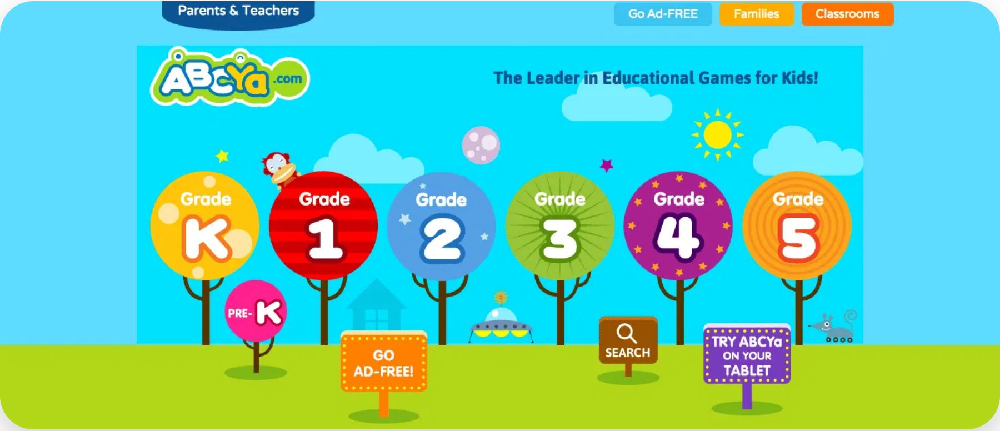 Parents & Teachers
Go Ad-FREE
Families
Classrooms
ABCYa.com
The Leader in Educational Games for Kids!
Grade
K
Grade
1
Grade
2
Grade
3
Grade
4
Grade
5
PRE-K
GO
AD-FREE!
SEARCH
TRY ABCYa
ON YOUR
TABLET